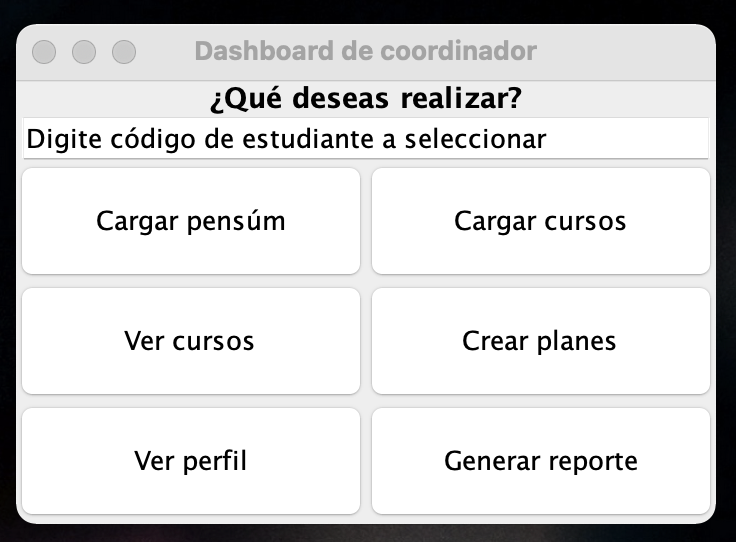 Dashboard de coordinador
¿Qué deseas realizar?
Digite código de estudiante a seleccionar
Cargar pensúm
Cargar cursos
Ver cursos
Crear planes
Ver perfil
Generar reporte